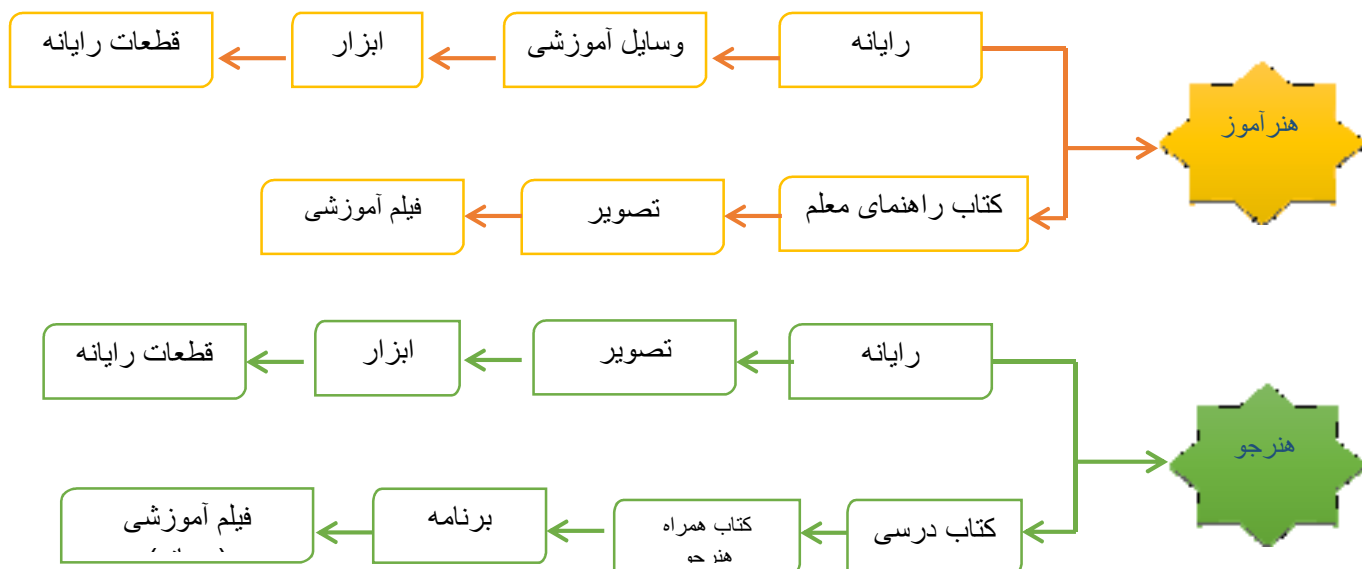 هنرآموز
رایانه
وسایل آموزشی
ابزار
قطعات رایانه
کتاب راهنمای معلم
تصویر
فیلم آموزشی
هنرجو
رایانه
تصویر
ابزار
قطعات رایانه
کتاب درسی
کتاب همراه
هنرجو
برنامه
فیلم آموزشی